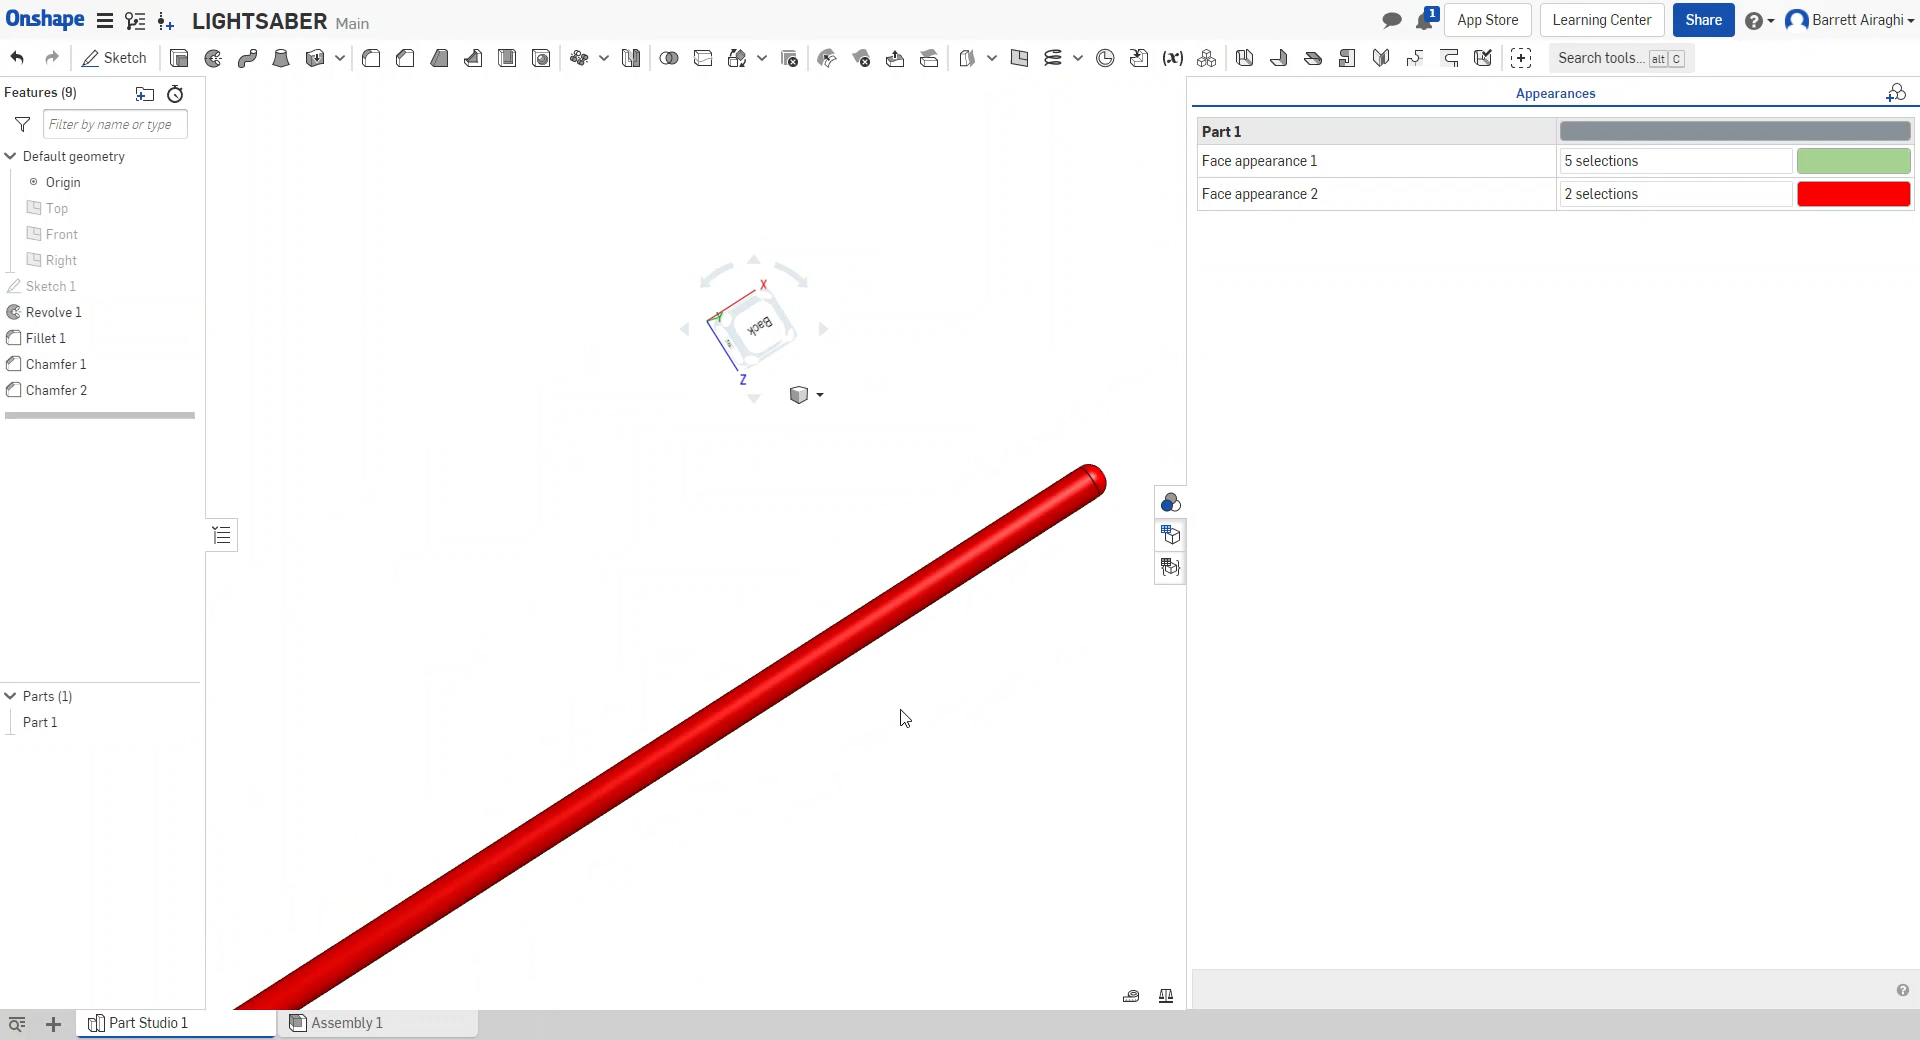 Onshape LIGHTSABER Main 1 App Store Learning Center Share Barrett Airaghi
Sketch (x) Search tools... alt C
Features (9)
Filter by name or type
Default geometry
Origin
Top
Front
Right
Sketch 1
Revolve 1
Fillet 1
Chamfer 1
Chamfer 2
Parts (1)
Part 1
X
Y
Back
Z
Appearances
Part 1
Face appearance 1 5 selections
Face appearance 2 2 selections
Part Studio 1 Assembly 1